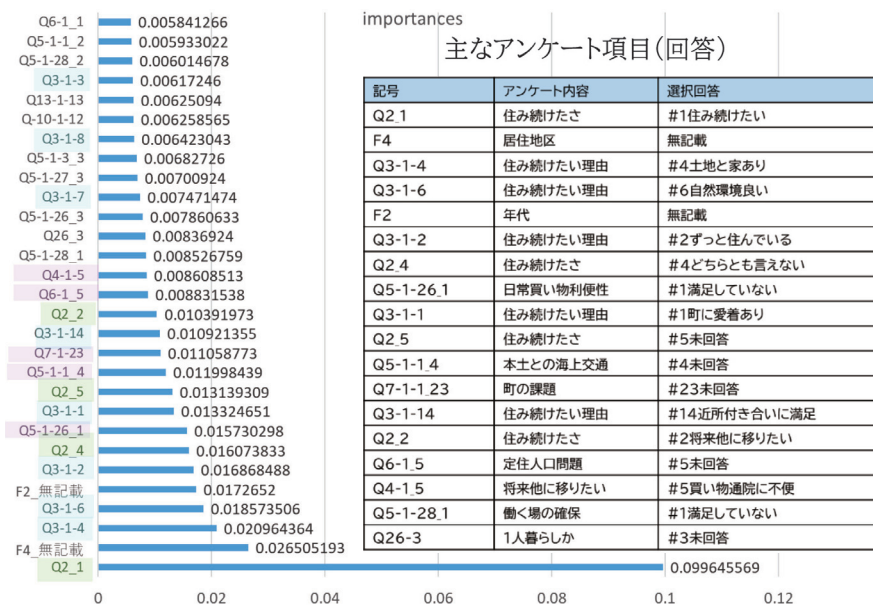 importances
主なアンケート項目(回答)
Q6-1_1 0.005841266
Q5-1-1_2 0.005933022
Q5-1-28_2 0.006014678
Q3-1-3 0.00617246
Q13-1-13 0.00625094
Q-10-1-12 0.006258565
Q3-1-8 0.006423043
Q5-1-3_3 0.00682726
Q5-1-27_3 0.00700924
Q3-1-7 0.007471474
Q5-1-26_3 0.007860633
Q26_3 0.00836924
Q5-1-28_1 0.008526759
Q4-1-5 0.008608513
Q6-1_5 0.008831538
Q2_2 0.010391973
Q3-1-14 0.010921355
Q7-1-23 0.011058773
Q5-1-1_4 0.011998439
Q2_5 0.013139309
Q3-1-1 0.013324651
Q5-1-26_1 0.015730298
Q2_4 0.016073833
Q3-1-2 0.016868488
F2_無記載 0.0172652
Q3-1-6 0.018573506
Q3-1-4 0.020964364
F4_無記載 0.026505193
Q2_1 0.099645569
0 0.02 0.04 0.06 0.08 0.1 0.12
記号 アンケート内容 選択回答
Q2_1 住み続けたさ #1住み続けたい
F4 居住地区 無記載
Q3-1-4 住み続けたい理由 #4土地と家あり
Q3-1-6 住み続けたい理由 #6自然環境良い
F2 年代 無記載
Q3-1-2 住み続けたい理由 #2ずっと住んでいる
Q2_4 住み続けたさ #4どちらとも言えない
Q5-1-26_1 日常買い物利便性 #1満足していない
Q3-1-1 住み続けたい理由 #1町に愛着あり
Q2_5 住み続けたさ #5未回答
Q5-1-1_4 本土との海上交通 #4未回答
Q7-1-1_23 町の課題 #23未回答
Q3-1-14 住み続けたい理由 #14近所付き合いに満足
Q2_2 住み続けたさ #2将来他に移りたい
Q6-1_5 定住人口問題 #5未回答
Q4-1_5 将来他に移りたい #5買い物通院に不便
Q5-1-28_1 働く場の確保 #1満足していない
Q26-3 1人暮らしか #3未回答